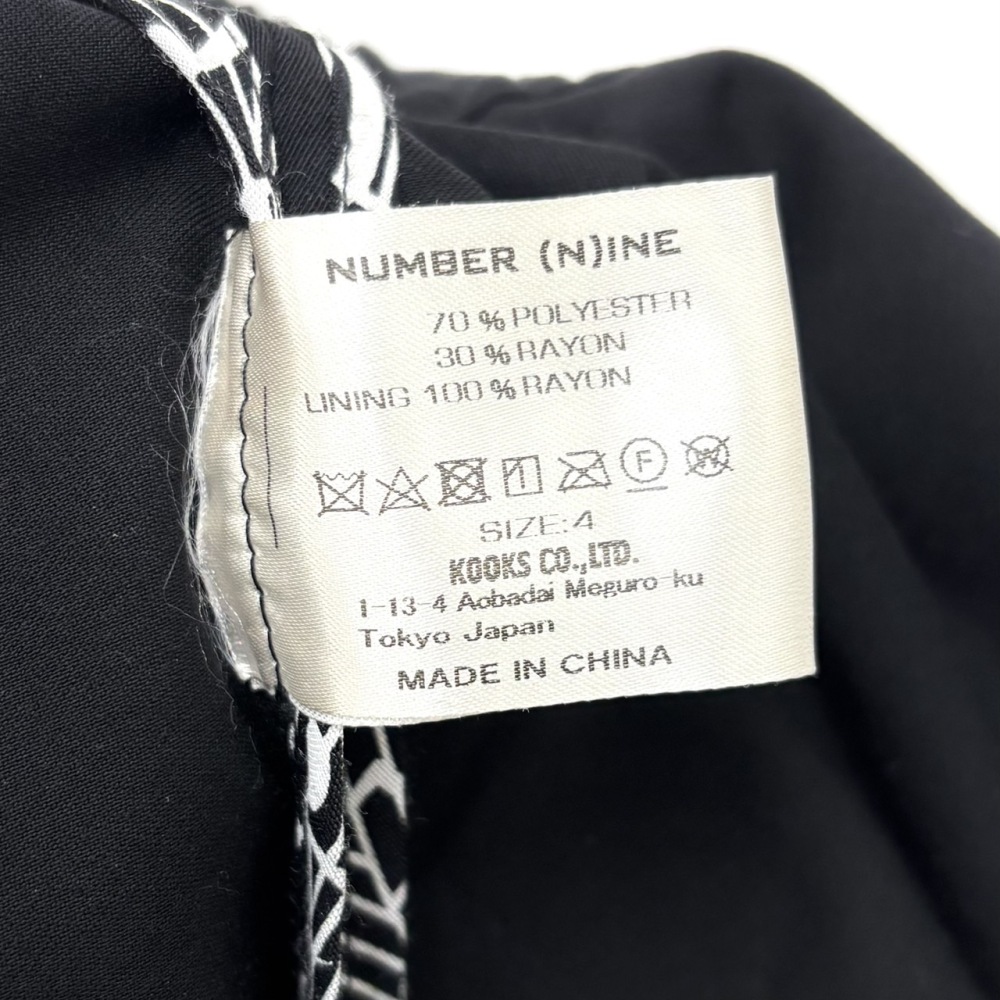 NUMBER (N)INE
70 % POLYESTER
30 % RAYON
LINING 100 % RAYON
F W
SIZE:4
KOOKS CO.,LTD.
1-13-4 Aobadai Meguro-ku
Tokyo Japan
MADE IN CHINA